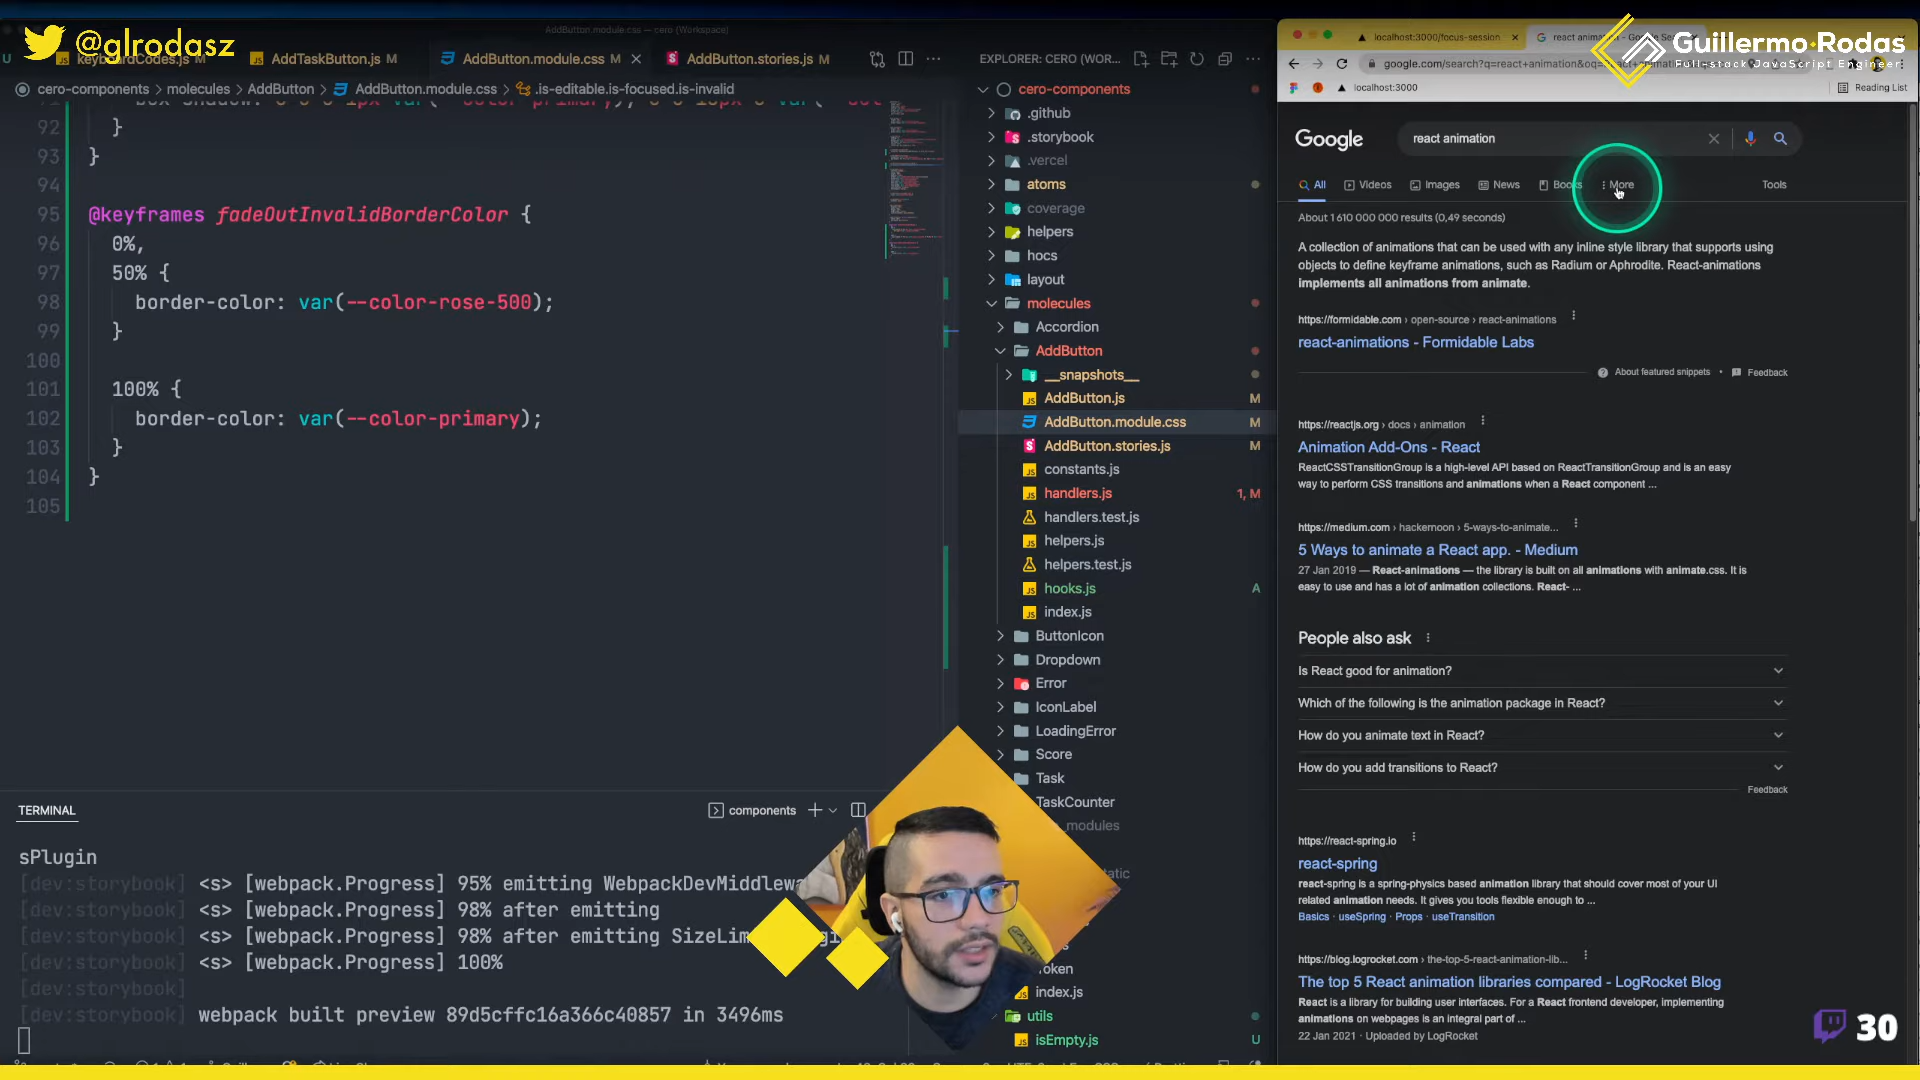 @glrodasz
AddButton.module.css — cero (Workspace)
U
keyboardCodes.js M
AddTaskButton.js M
AddButton.module.css M
AddButton.stories.js M
cero-components › molecules › AddButton › AddButton.module.css › .is-editable.is-focused.is-invalid
92 }
93 }
94
95 @keyframes fadeOutInvalidBorderColor {
96 0%,
97 50% {
98 border-color: var(--color-rose-500);
99 }
100
101 100% {
102 border-color: var(--color-primary);
103 }
104 }
105
TERMINAL
components
sPlugin
[dev:storybook] <s> [webpack.Progress] 95% emitting
[dev:storybook] <s> [webpack.Progress] 98% after emitting
[dev:storybook] <s> [webpack.Progress] 98% after emitting
[dev:storybook] <s> [webpack.Progress] 100%
[dev:storybook]
[dev:storybook] webpack built preview 89d5cffc16a366c40857 in 3496ms
EXPLORER: CERO (WOR...
cero-components
.github
.storybook
.vercel
atoms
coverage
helpers
hocs
layout
molecules
Accordion
AddButton
__snapshots__
AddButton.js M
AddButton.module.css M
AddButton.stories.js M
constants.js
handlers.js 1, M
handlers.test.js
helpers.js
helpers.test.js
hooks.js A
index.js
ButtonIcon
Dropdown
Error
IconLabel
LoadingError
Score
Task
TaskCounter
_modules
index.js
utils
isEmpty.js U
localhost:3000/focus-session
Guillermo Rodas
Full-stack JavaScript Engineer
google.com/search?q=react+animation&oq=
localhost:3000
Reading List
Google
react animation
All
Videos
Images
News
Books
More
Tools
About 1 610 000 000 results (0,49 seconds)
A collection of animations that can be used with any inline style library that supports using
objects to define keyframe animations, such as Radium or Aphrodite. React-animations
implements all animations from animate.
https://formidable.com › open-source › react-animations
react-animations - Formidable Labs
About featured snippets • Feedback
https://reactjs.org › docs › animation
Animation Add-Ons - React
ReactCSSTransitionGroup is a high-level API based on ReactTransitionGroup and is an easy
way to perform CSS transitions and animations when a React component ...
https://medium.com › hackernoon › 5-ways-to-animate...
5 Ways to animate a React app. - Medium
27 Jan 2019 — React-animations — the library is built on all animations with animate.css. It is
easy to use and has a lot of animation collections. React- ...
People also ask
Is React good for animation?
Which of the following is the animation package in React?
How do you animate text in React?
How do you add transitions to React?
Feedback
https://react-spring.io
react-spring
react-spring is a spring-physics based animation library that should cover most of your UI
related animation needs. It gives you tools flexible enough to ...
Basics · useSpring · Props · useTransition
https://blog.logrocket.com › the-top-5-react-animation-lib...
The top 5 React animation libraries compared - LogRocket Blog
React is a library for building user interfaces. For a React frontend developer, implementing
animations on webpages is an integral part of ...
22 Jan 2021 · Uploaded by LogRocket
30